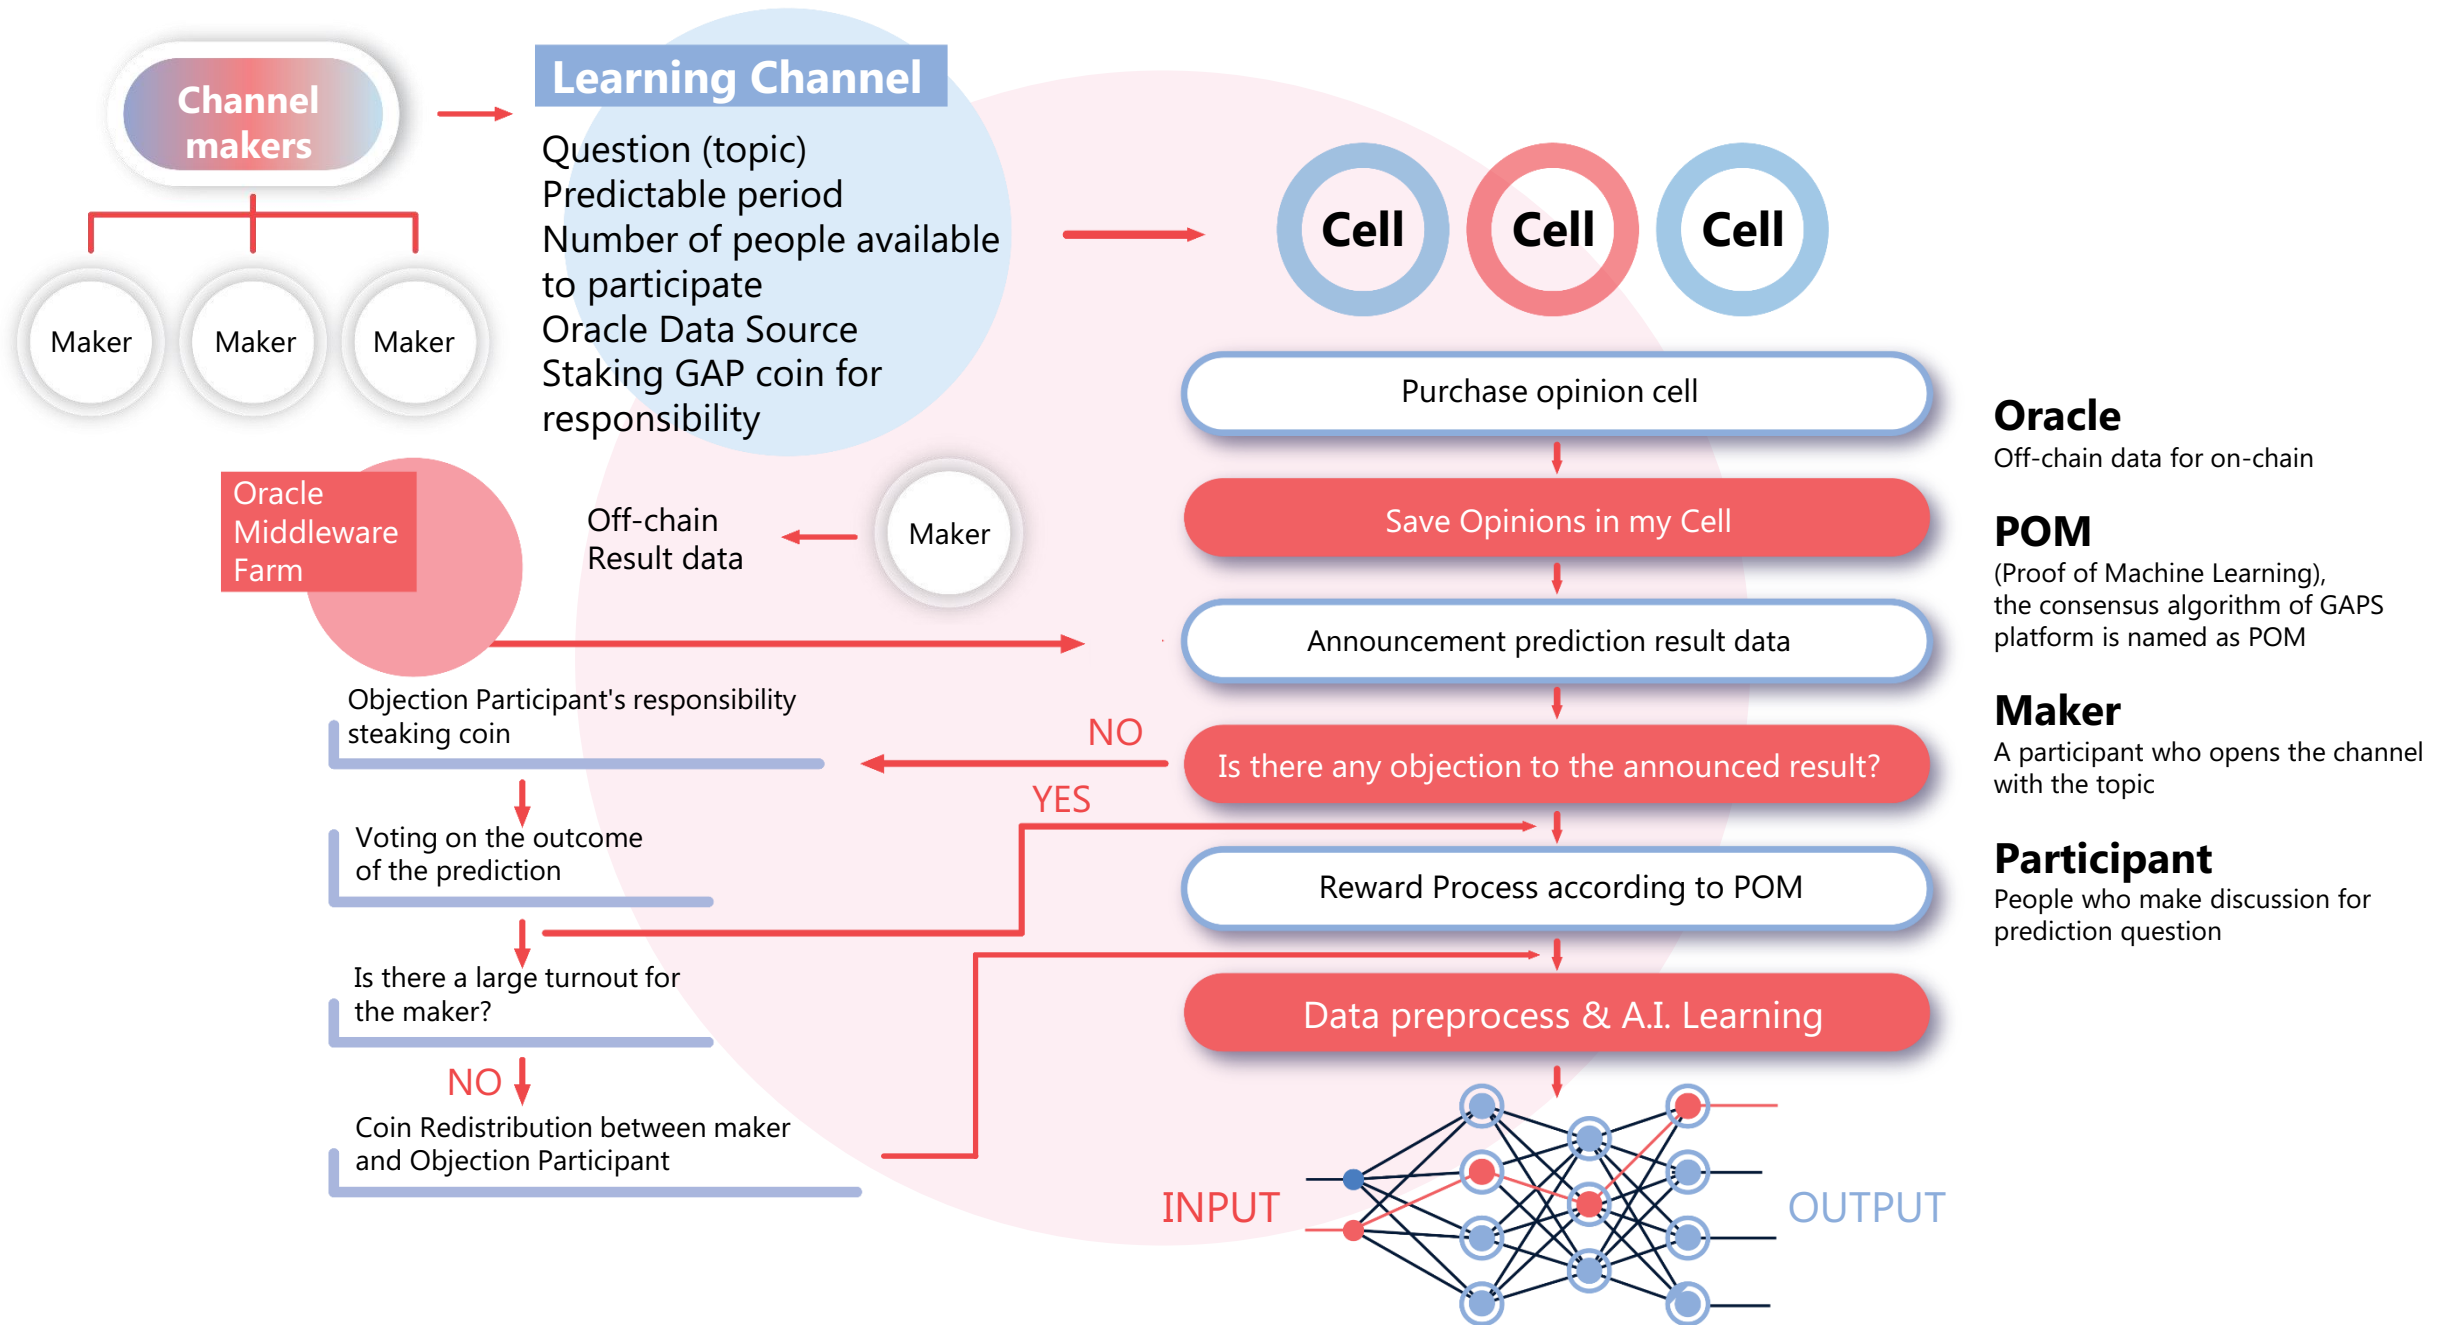 Channel
makers
Maker
Maker
Maker
Learning Channel
Question (topic)
Predictable period
Number of people available
to participate
Oracle Data Source
Staking GAP coin for
responsibility
Cell
Cell
Cell
Purchase opinion cell
Save Opinions in my Cell
Announcement prediction result data
Is there any objection to the announced result?
Reward Process according to POM
Data preprocess & A.I. Learning
Oracle
Middleware
Farm
Off-chain
Result data
Maker
Objection Participant's responsibility
steaking coin
NO
YES
Voting on the outcome
of the prediction
Is there a large turnout for
the maker?
NO
Coin Redistribution between maker
and Objection Participant
INPUT
OUTPUT
Oracle
Off-chain data for on-chain
POM
(Proof of Machine Learning),
the consensus algorithm of GAPS
platform is named as POM
Maker
A participant who opens the channel
with the topic
Participant
People who make discussion for
prediction question